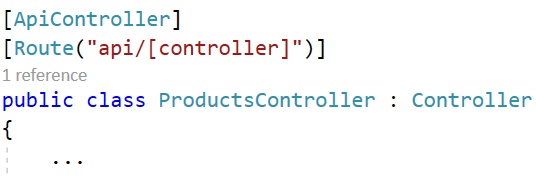 [ApiController]
[Route("api/[controller]")]
1 reference
public class ProductsController : Controller
{
...